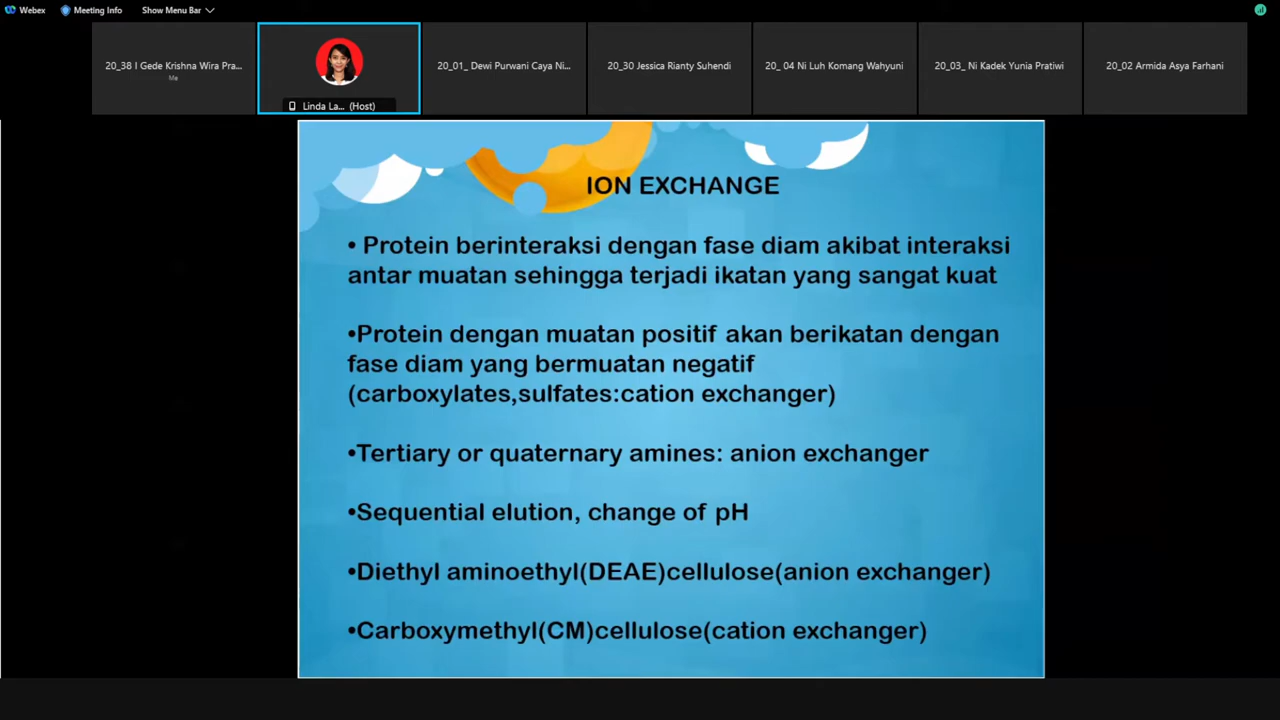 Webex
Meeting Info
Show Menu Bar
20_38 I Gede Krishna Wira Pra...
Me
Linda La... (Host)
20_01_ Dewi Purwani Caya Ni...
20_30 Jessica Rianty Suhendi
20_ 04 Ni Luh Komang Wahyuni
20_03_ Ni Kadek Yunia Pratiwi
20_02 Armida Asya Farhani
ION EXCHANGE
• Protein berinteraksi dengan fase diam akibat interaksi
antar muatan sehingga terjadi ikatan yang sangat kuat
•Protein dengan muatan positif akan berikatan dengan
fase diam yang bermuatan negatif
(carboxylates,sulfates:cation exchanger)
•Tertiary or quaternary amines: anion exchanger
•Sequential elution, change of pH
•Diethyl aminoethyl(DEAE)cellulose(anion exchanger)
•Carboxymethyl(CM)cellulose(cation exchanger)